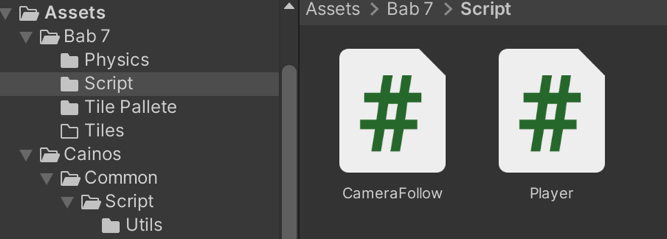 Assets
Bab 7
Physics
Script
Tile Pallete
Tiles
Cainos
Common
Script
Utils
Assets > Bab 7 > Script
CameraFollow
Player